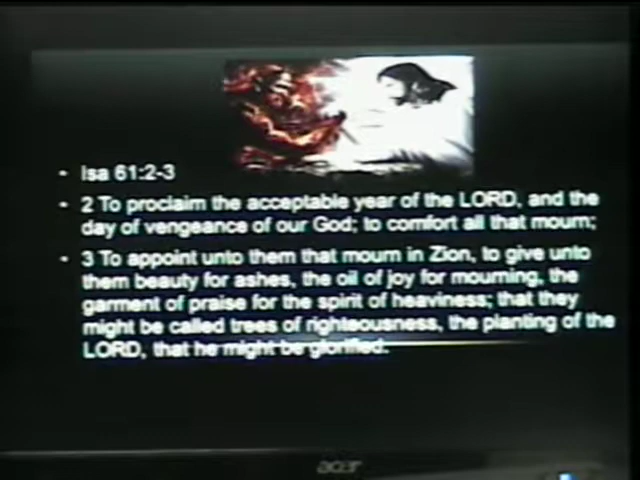 • Isa 61:2-3
• 2 To proclaim the acceptable year of the LORD, and the
day of vengeance of our God; to comfort all that mourn;
• 3 To appoint unto them that mourn in Zion, to give unto
them beauty for ashes, the oil of joy for mourning, the
garment of praise for the spirit of heaviness; that they
might be called trees of righteousness, the planting of the
LORD, that he might be glorified.
acer